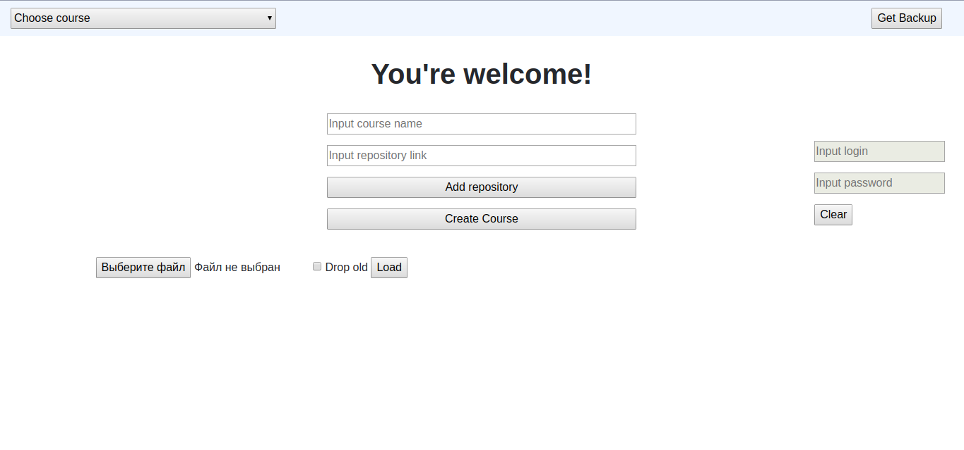 Choose course
Get Backup
You're welcome!
Input course name
Input repository link
Add repository
Create Course
Input login
Input password
Clear
Выберите файл Файл не выбран Drop old Load